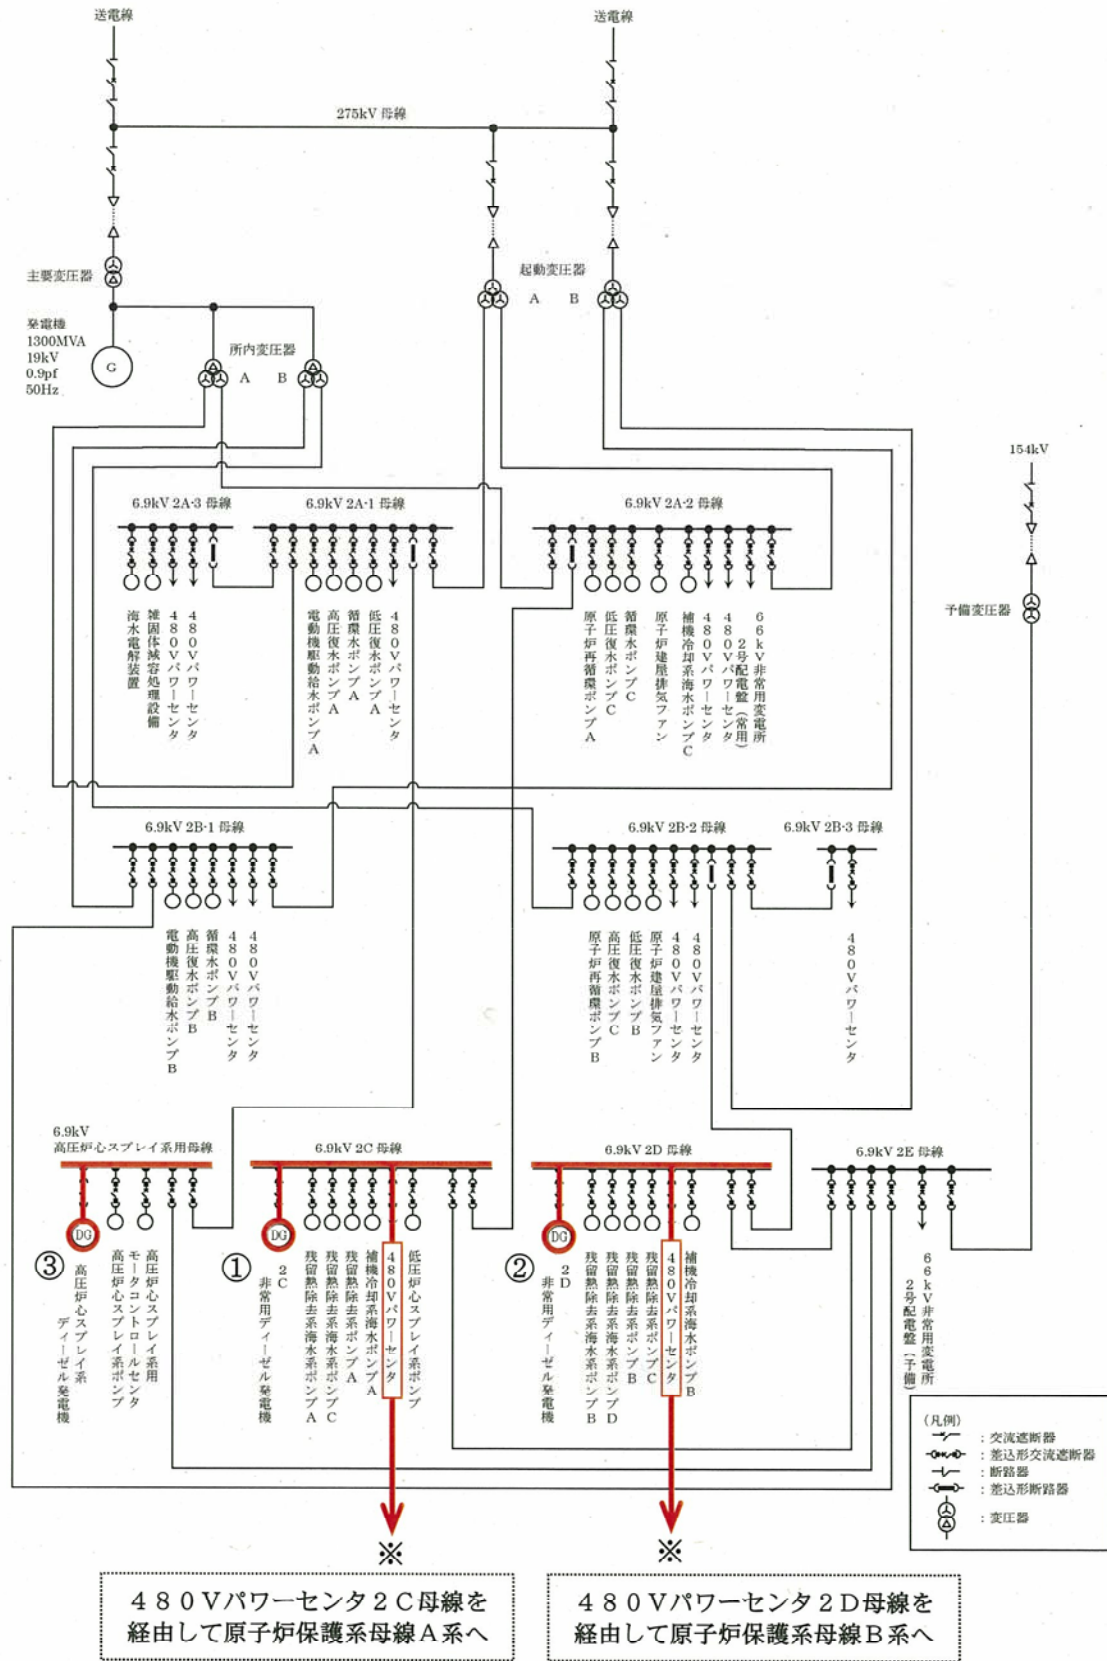 送電線
送電線
275kV 母線
主要変圧器
起動変圧器
A
B
発電機
1300MVA
19kV
0.9pf
50Hz
G
所内変圧器
A
B
154kV
予備変圧器
6.9kV 2A-3 母線
6.9kV 2A-1 母線
6.9kV 2A-2 母線
海水電解装置
雑固体減容処理設備
480Vパワーセンタ
480Vパワーセンタ
電動機駆動給水ポンプA
高圧復水ポンプA
循環水ポンプA
低圧復水ポンプA
480Vパワーセンタ
原子炉再循環ポンプA
低圧復水ポンプC
循環水ポンプC
原子炉建屋排気ファン
補機冷却系海水ポンプC
480Vパワーセンタ
480Vパワーセンタ
66kV非常用変電所
2号配電盤(常用)
6.9kV 2B-1 母線
6.9kV 2B-2 母線
6.9kV 2B-3 母線
電動機駆動給水ポンプB
高圧復水ポンプB
循環水ポンプB
480Vパワーセンタ
480Vパワーセンタ
原子炉再循環ポンプB
高圧復水ポンプC
低圧復水ポンプB
原子炉建屋排気ファン
480Vパワーセンタ
480Vパワーセンタ
480Vパワーセンタ
6.9kV
高圧炉心スプレイ系用母線
6.9kV 2C 母線
6.9kV 2D 母線
6.9kV 2E 母線
③
DG
高圧炉心スプレイ系
ディーゼル発電機
高圧炉心スプレイ系ポンプ
高圧炉心スプレイ系用
モータコントロールセンタ
①
DG
2C
非常用ディーゼル発電機
残留熱除去系海水系ポンプA
残留熱除去系海水系ポンプC
残留熱除去系ポンプA
補機冷却系海水ポンプA
480Vパワーセンタ
低圧炉心スプレイ系ポンプ
②
DG
2D
非常用ディーゼル発電機
残留熱除去系海水系ポンプB
残留熱除去系海水系ポンプD
残留熱除去系ポンプB
残留熱除去系ポンプC
480Vパワーセンタ
補機冷却系海水ポンプB
66kV非常用変電所
2号配電盤(予備)
(凡例)
:交流遮断器
:差込形交流遮断器
:断路器
:差込形断路器
:変圧器
※
※
480Vパワーセンタ2C母線を
経由して原子炉保護系母線A系へ
480Vパワーセンタ2D母線を
経由して原子炉保護系母線B系へ